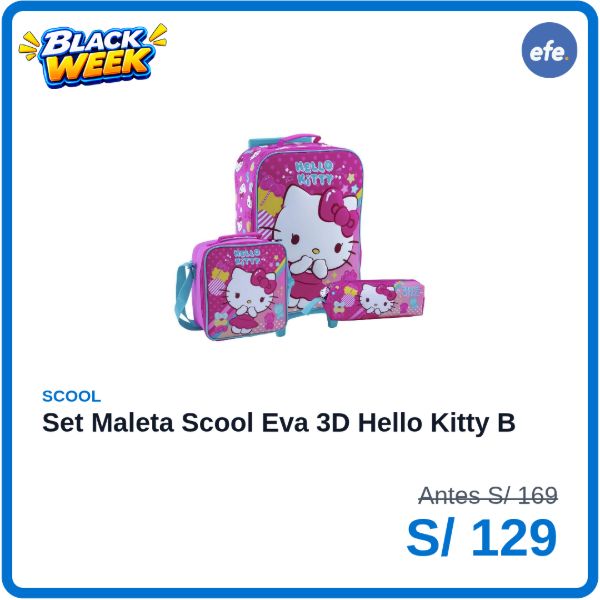 BLACK
WEEK
efe.
HELLO
KITTY
HELLO
KITTY
SCOOL
Set Maleta Scool Eva 3D Hello Kitty B
Antes S/ 169
S/ 129